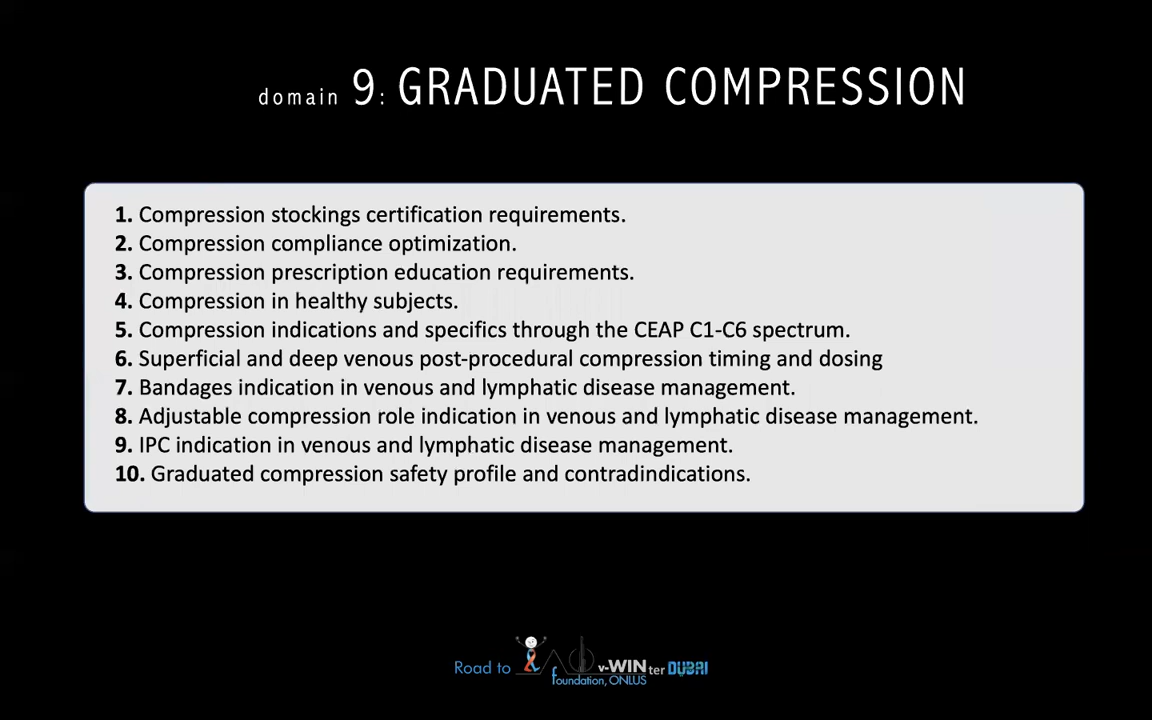 domain 9: GRADUATED COMPRESSION
1. Compression stockings certification requirements.
2. Compression compliance optimization.
3. Compression prescription education requirements.
4. Compression in healthy subjects.
5. Compression indications and specifics through the CEAP C1-C6 spectrum.
6. Superficial and deep venous post-procedural compression timing and dosing
7. Bandages indication in venous and lymphatic disease management.
8. Adjustable compression role indication in venous and lymphatic disease management.
9. IPC indication in venous and lymphatic disease management.
10. Graduated compression safety profile and contradindications.
Road to v-WINter DUBAI
foundation, ONLUS